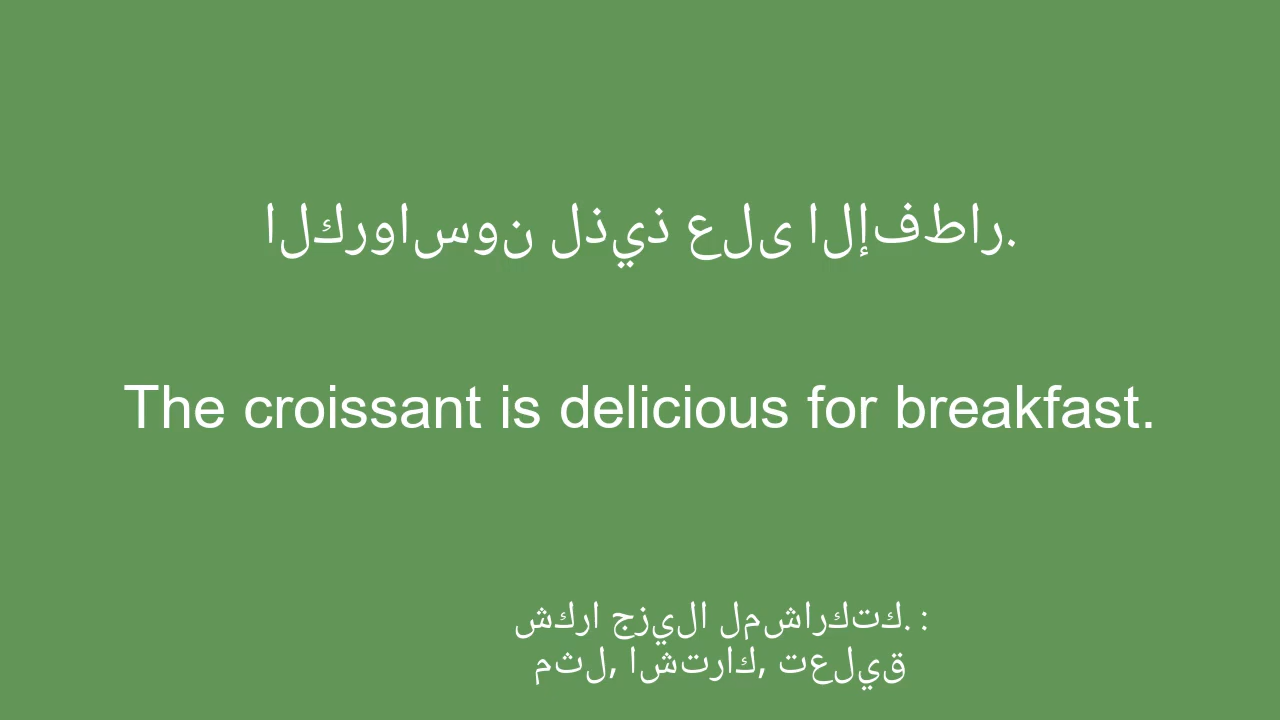 الكرواسون لذيذ على الإفطار.
The croissant is delicious for breakfast.
شكرا جزيلا لمشاركتك. :
مثل, اشتراك, تعليق